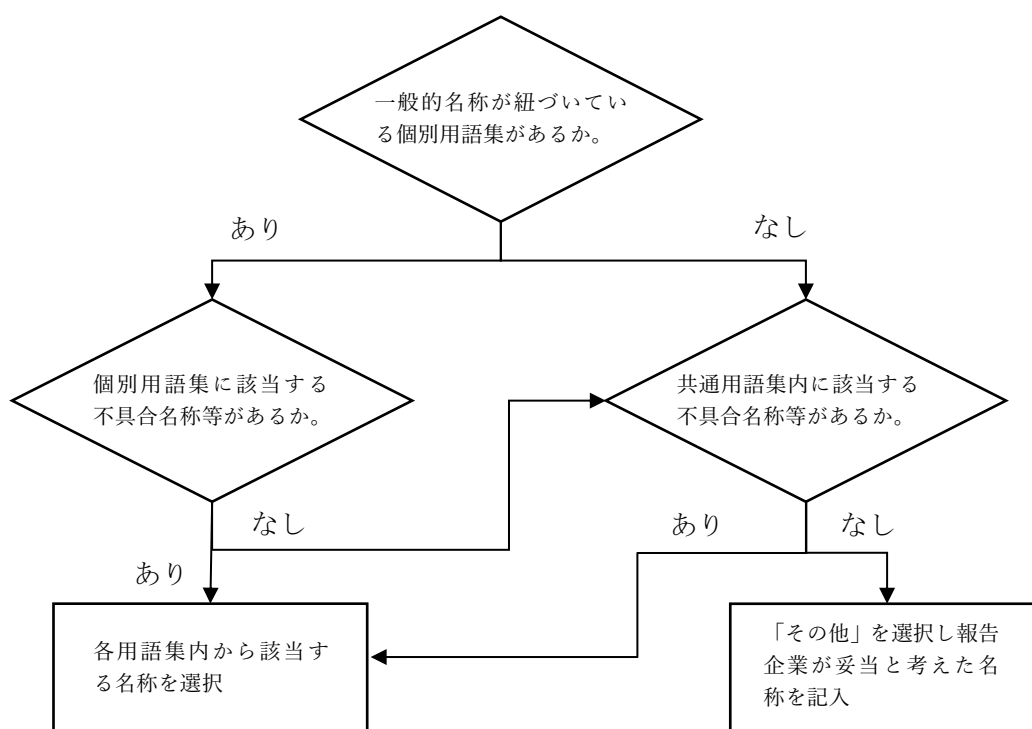 一般的名称が紐づいてい
る個別用語集があるか。
あり
なし
個別用語集に該当する
不具合名称等があるか。
共通用語集内に該当する
不具合名称等があるか。
なし
あり
あり
なし
各用語集内から該当す
る名称を選択
「その他」を選択し報告
企業が妥当と考えた名
称を記入